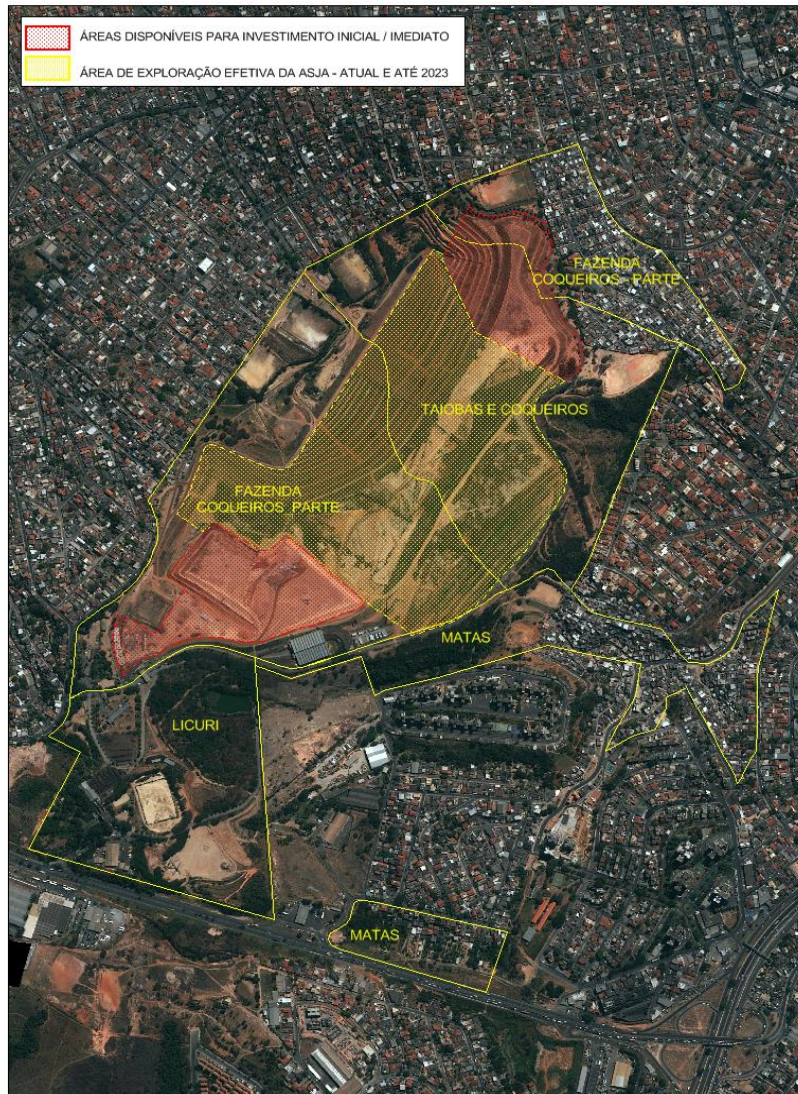 ÁREAS DISPONÍVEIS PARA INVESTIMENTO INICIAL / IMEDIATO
ÁREA DE EXPLORAÇÃO EFETIVA DA ASJA - ATUAL E ATÉ 2023
FAZENDA
COQUEIROS - PARTE
TAIOBAS E COQUEIROS
FAZENDA
COQUEIROS PARTE
MATAS
LICURI
MATAS